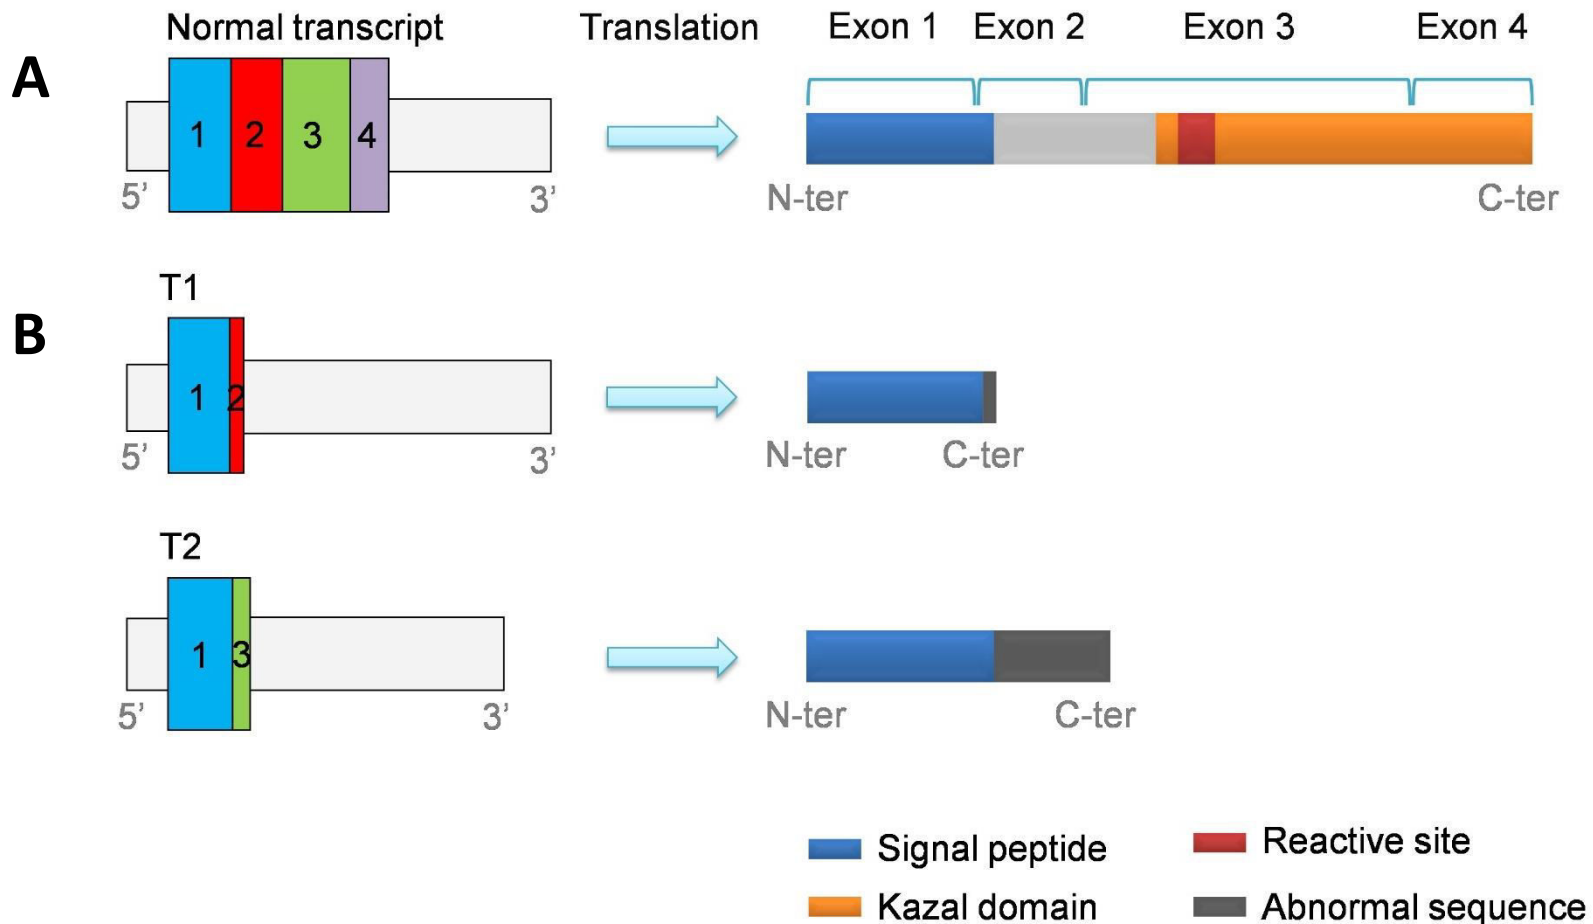 Normal transcript Translation Exon 1 Exon 2 Exon 3 Exon 4
A
1 2 3 4
5’ 3’ N-ter C-ter
T1
B
1 2
5’ 3’ N-ter C-ter
T2
1 3
5’ 3’ N-ter C-ter
Signal peptide Reactive site
Kazal domain Abnormal sequence